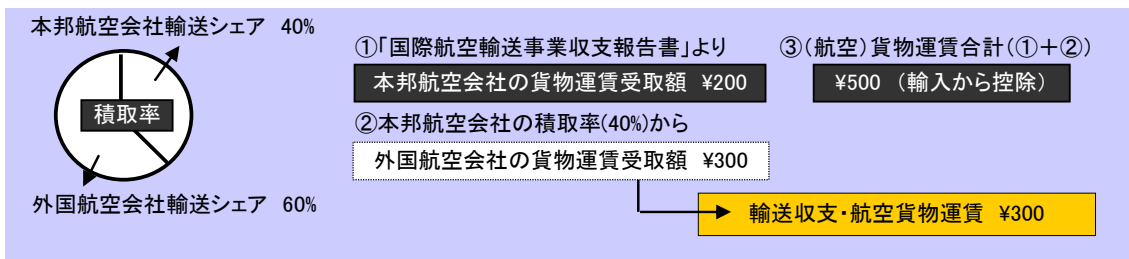 本邦航空会社輸送シェア 40%
積取率
外国航空会社輸送シェア 60%
①「国際航空輸送事業収支報告書」より
本邦航空会社の貨物運賃受取額 ¥200
②本邦航空会社の積取率(40%)から
外国航空会社の貨物運賃受取額 ¥300
③(航空)貨物運賃合計(①+②)
¥500 (輸入から控除)
輸送収支・航空貨物運賃 ¥300